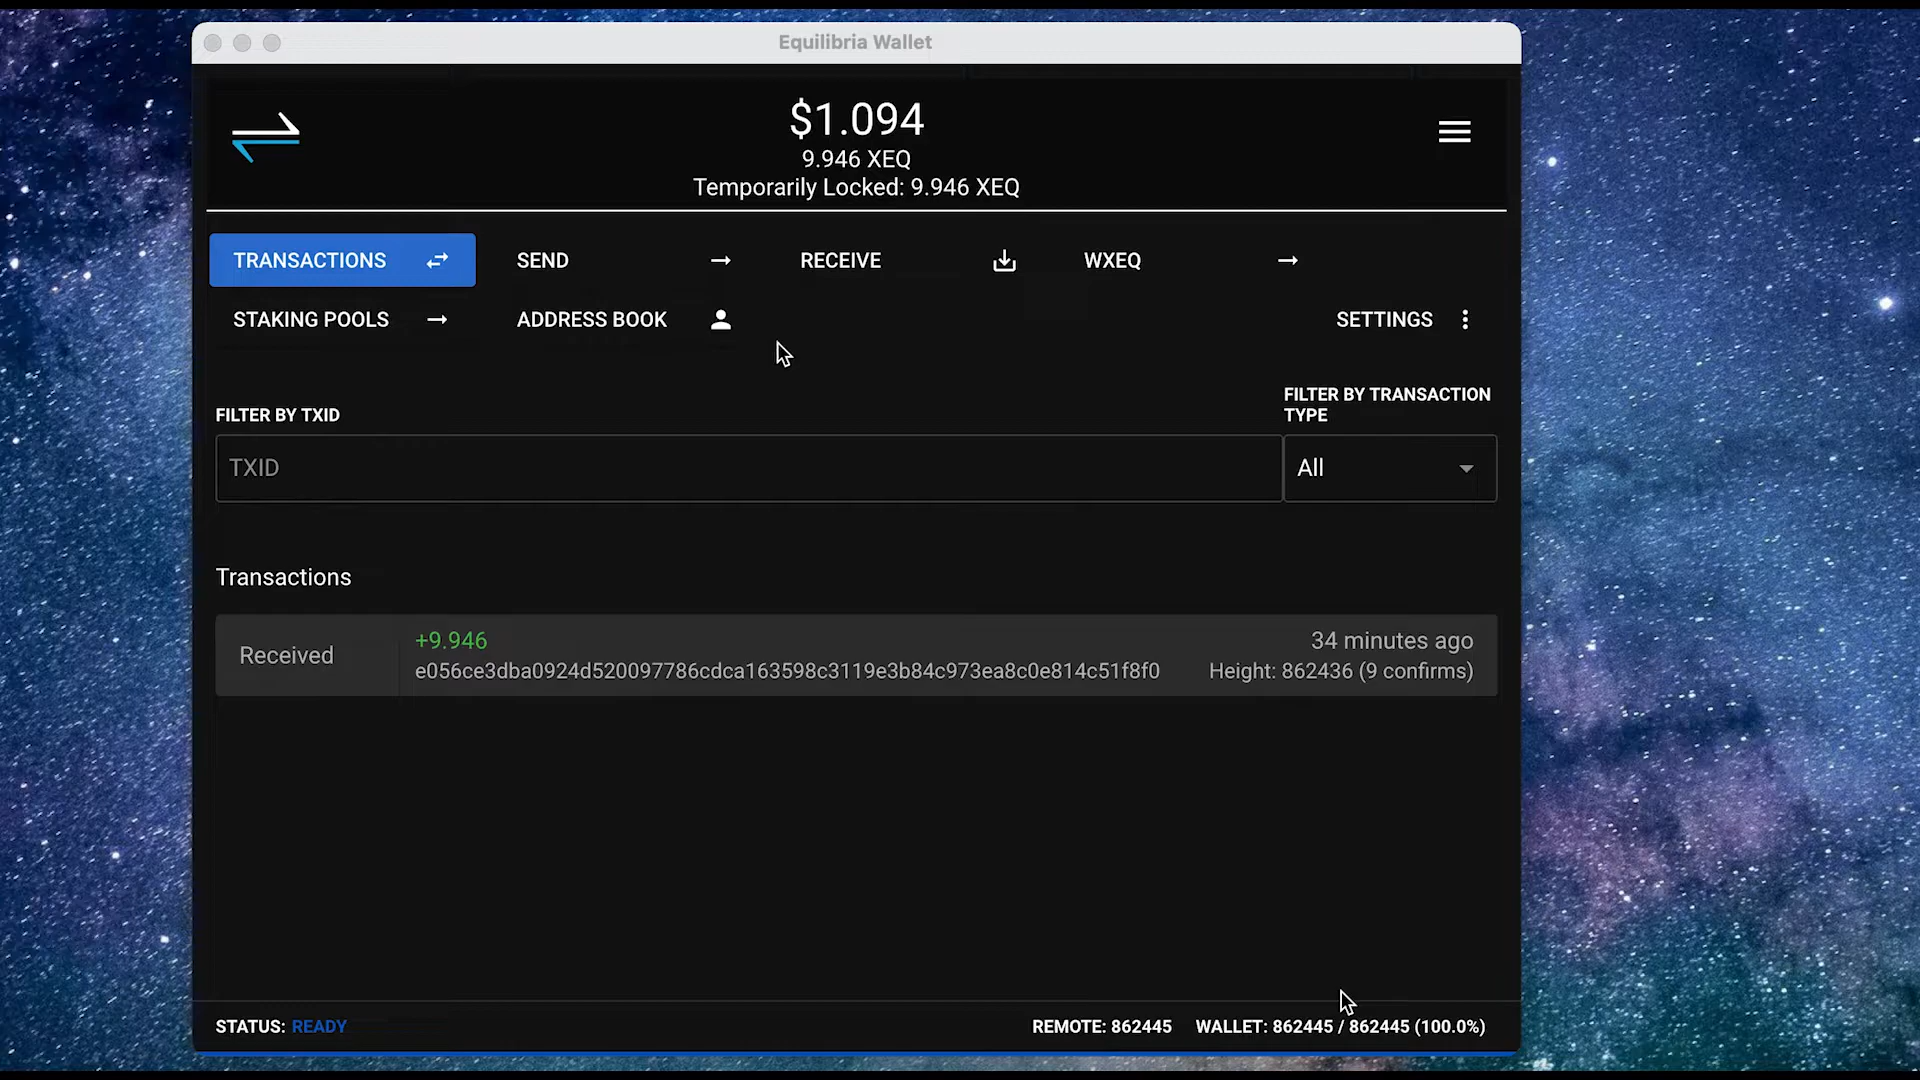 Equilibria Wallet
$1.094
9.946 XEQ
Temporarily Locked: 9.946 XEQ
TRANSACTIONS SEND RECEIVE WXEQ
STAKING POOLS ADDRESS BOOK SETTINGS
FILTER BY TXID
FILTER BY TRANSACTION
TYPE
TXID
All
Transactions
Received
+9.946
34 minutes ago
e056ce3dba0924d520097786cdca163598c3119e3b84c973ea8c0e814c51f8f0
Height: 862436 (9 confirms)
STATUS: READY
REMOTE: 862445 WALLET: 862445 / 862445 (100.0%)